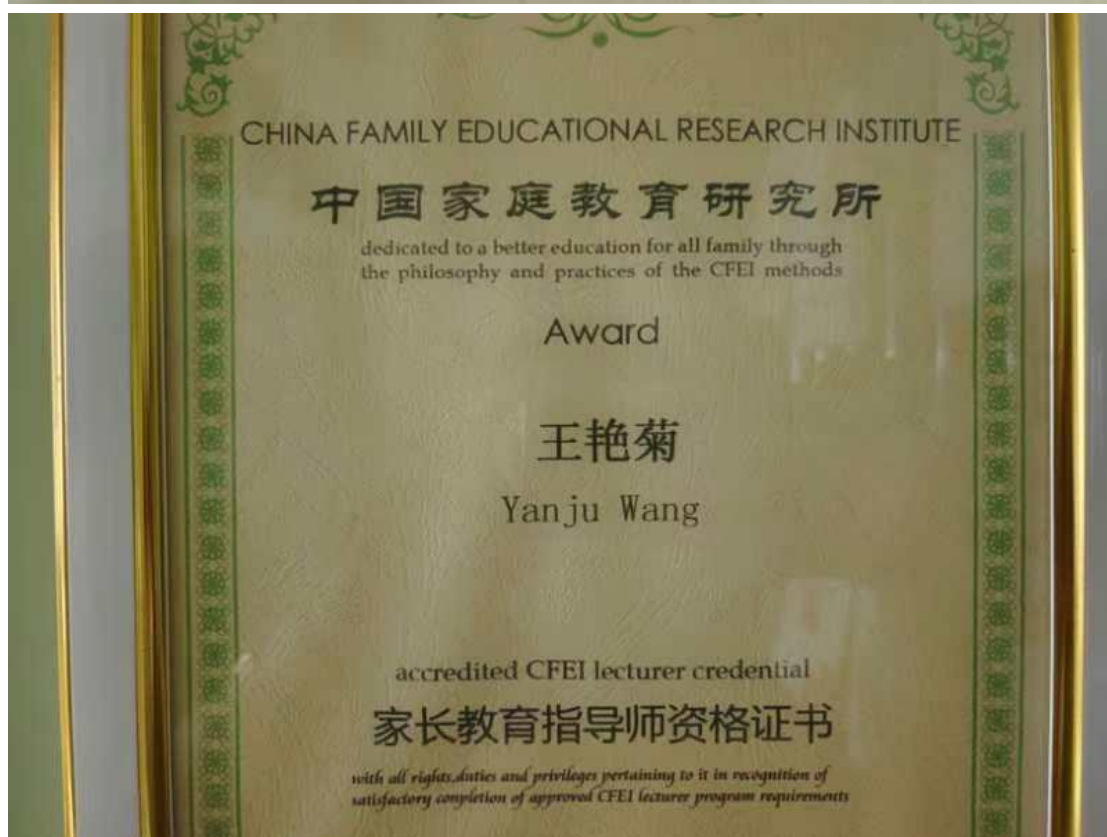 CHINA FAMILY EDUCATIONAL RESEARCH INSTITUTE
中国家庭教育研究所
dedicated to a better education for all family through
the philosophy and practices of the CFEI methods
Award
王艳菊
Yanju Wang
accredited CFEI lecturer credential
家长教育指导师资格证书
with all rights,duties and privileges pertaining to it in recognition of
satisfactory conpletion of approved CFEI lecturer program requirements